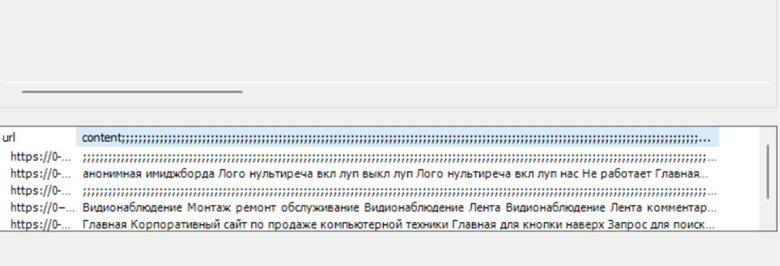 url content;;;;;;;;;;;;;;;;;;;;;;;;;;;;;;;;;;;;;;;;;;;;;;;;;;;;;;;;;;;;;;;;;;;;;;;;;;;;;;;;;;;;;;;;;;;;;;;;;;;;;;;;;;;;;;;;;;;;;;;;;;;;;;;;;;;;;;;;;;;;;;;;;...
https://0-... ;;;;;;;;;;;;;;;;;;;;;;;;;;;;;;;;;;;;;;;;;;;;;;;;;;;;;;;;;;;;;;;;;;;;;;;;;;;;;;;;;;;;;;;;;;;;;;;;;;;;;;;;;;;;;;;;;;;;;;;;;;;;;;;;;;;;;;;;;;;;;;;;;;;;;;;;;;...
https://0-... анонимная имиджборда Лого нультиреча вкл луп выкл луп Лого нультиреча вкл луп нас Не работает Главная...
https://0-... ;;;;;;;;;;;;;;;;;;;;;;;;;;;;;;;;;;;;;;;;;;;;;;;;;;;;;;;;;;;;;;;;;;;;;;;;;;;;;;;;;;;;;;;;;;;;;;;;;;;;;;;;;;;;;;;;;;;;;;;;;;;;;;;;;;;;;;;;;;;;;;;;;;;;;;;;;;...
https://0--... Видионаблюдение Монтаж ремонт обслуживание Видионаблюдение Лента Видионаблюдение Лента комментар...
https://0-... Главная Корпоративный сайт по продаже компьютерной техники Главная для кнопки наверх Запрос для поиск...